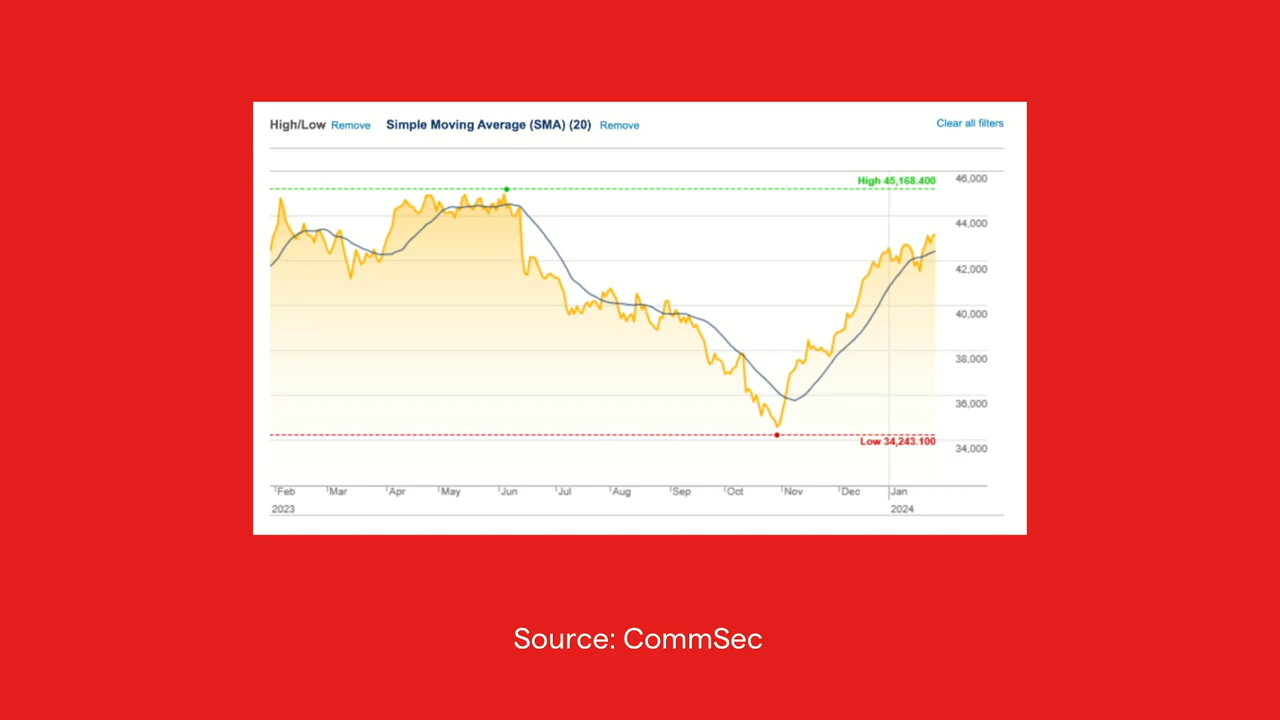 High/Low Remove Simple Moving Average (SMA) (20) Remove Clear all filters
46,000
High 45,168.400
44,000
42,000
40,000
38,000
36,000
Low 34,243.100
34,000
Feb Mar Apr May Jun Jul Aug Sep Oct Nov Dec Jan
2023 2024
Source: CommSec